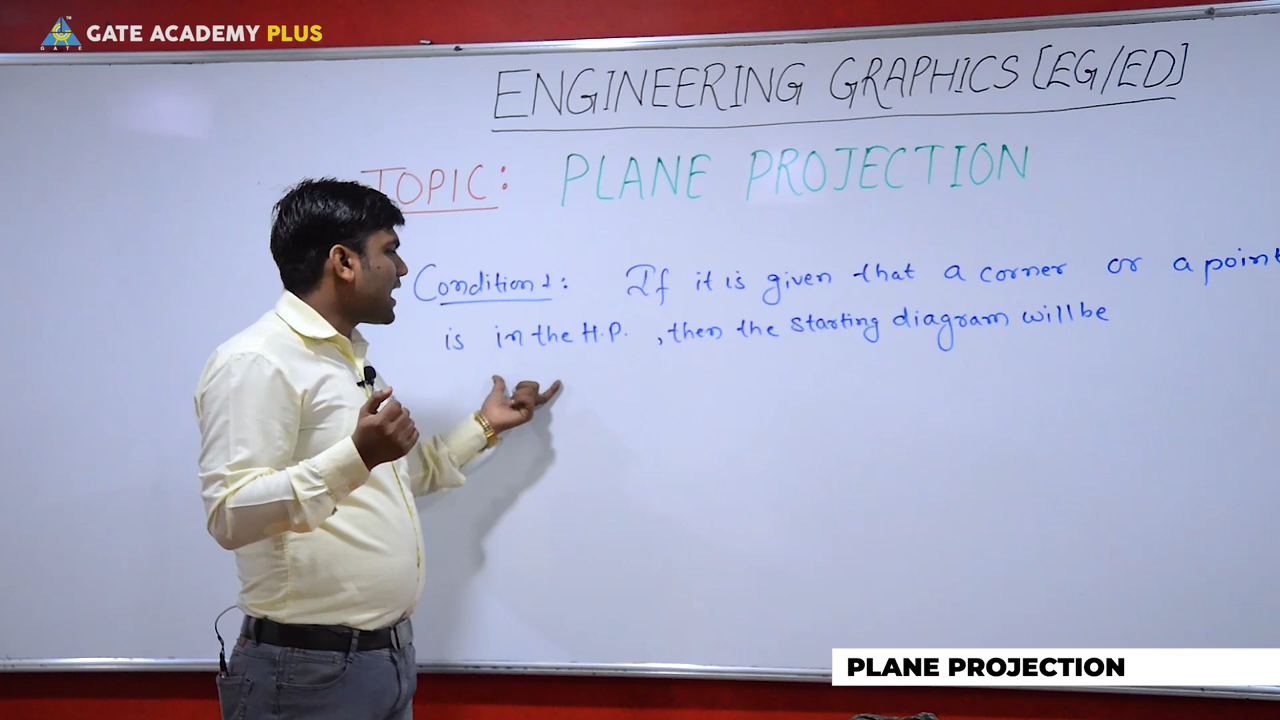 GATE ACADEMY PLUS
GATE
ENGINEERING GRAPHICS [EG/ED]
TOPIC: PLANE PROJECTION
Condition 1: If it is given that a corner or a point
is in the H.P. , then the starting diagram will be
PLANE PROJECTION